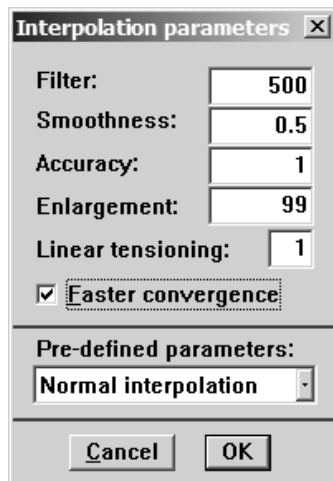 Interpolation parameters
Filter: 500
Smoothness: 0.5
Accuracy: 1
Enlargement: 99
Linear tensioning: 1
Faster convergence
Pre-defined parameters:
Normal interpolation
Cancel OK